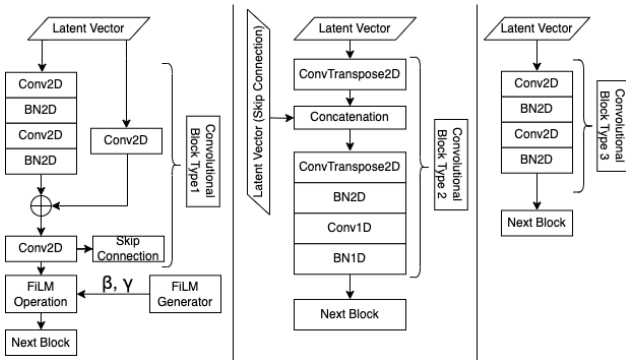 Latent Vector
Conv2D
BN2D
Conv2D
BN2D
Conv2D
Conv2D
Skip
Connection
FiLM
Operation
β, γ
FiLM
Generator
Next Block
Convolutional
Block Type1
Latent Vector (Skip Connection)
Latent Vector
ConvTranspose2D
Concatenation
ConvTranspose2D
BN2D
Conv1D
BN1D
Next Block
Convolutional
Block Type 2
Latent Vector
Conv2D
BN2D
Conv2D
BN2D
Next Block
Convolutional
Block Type 3